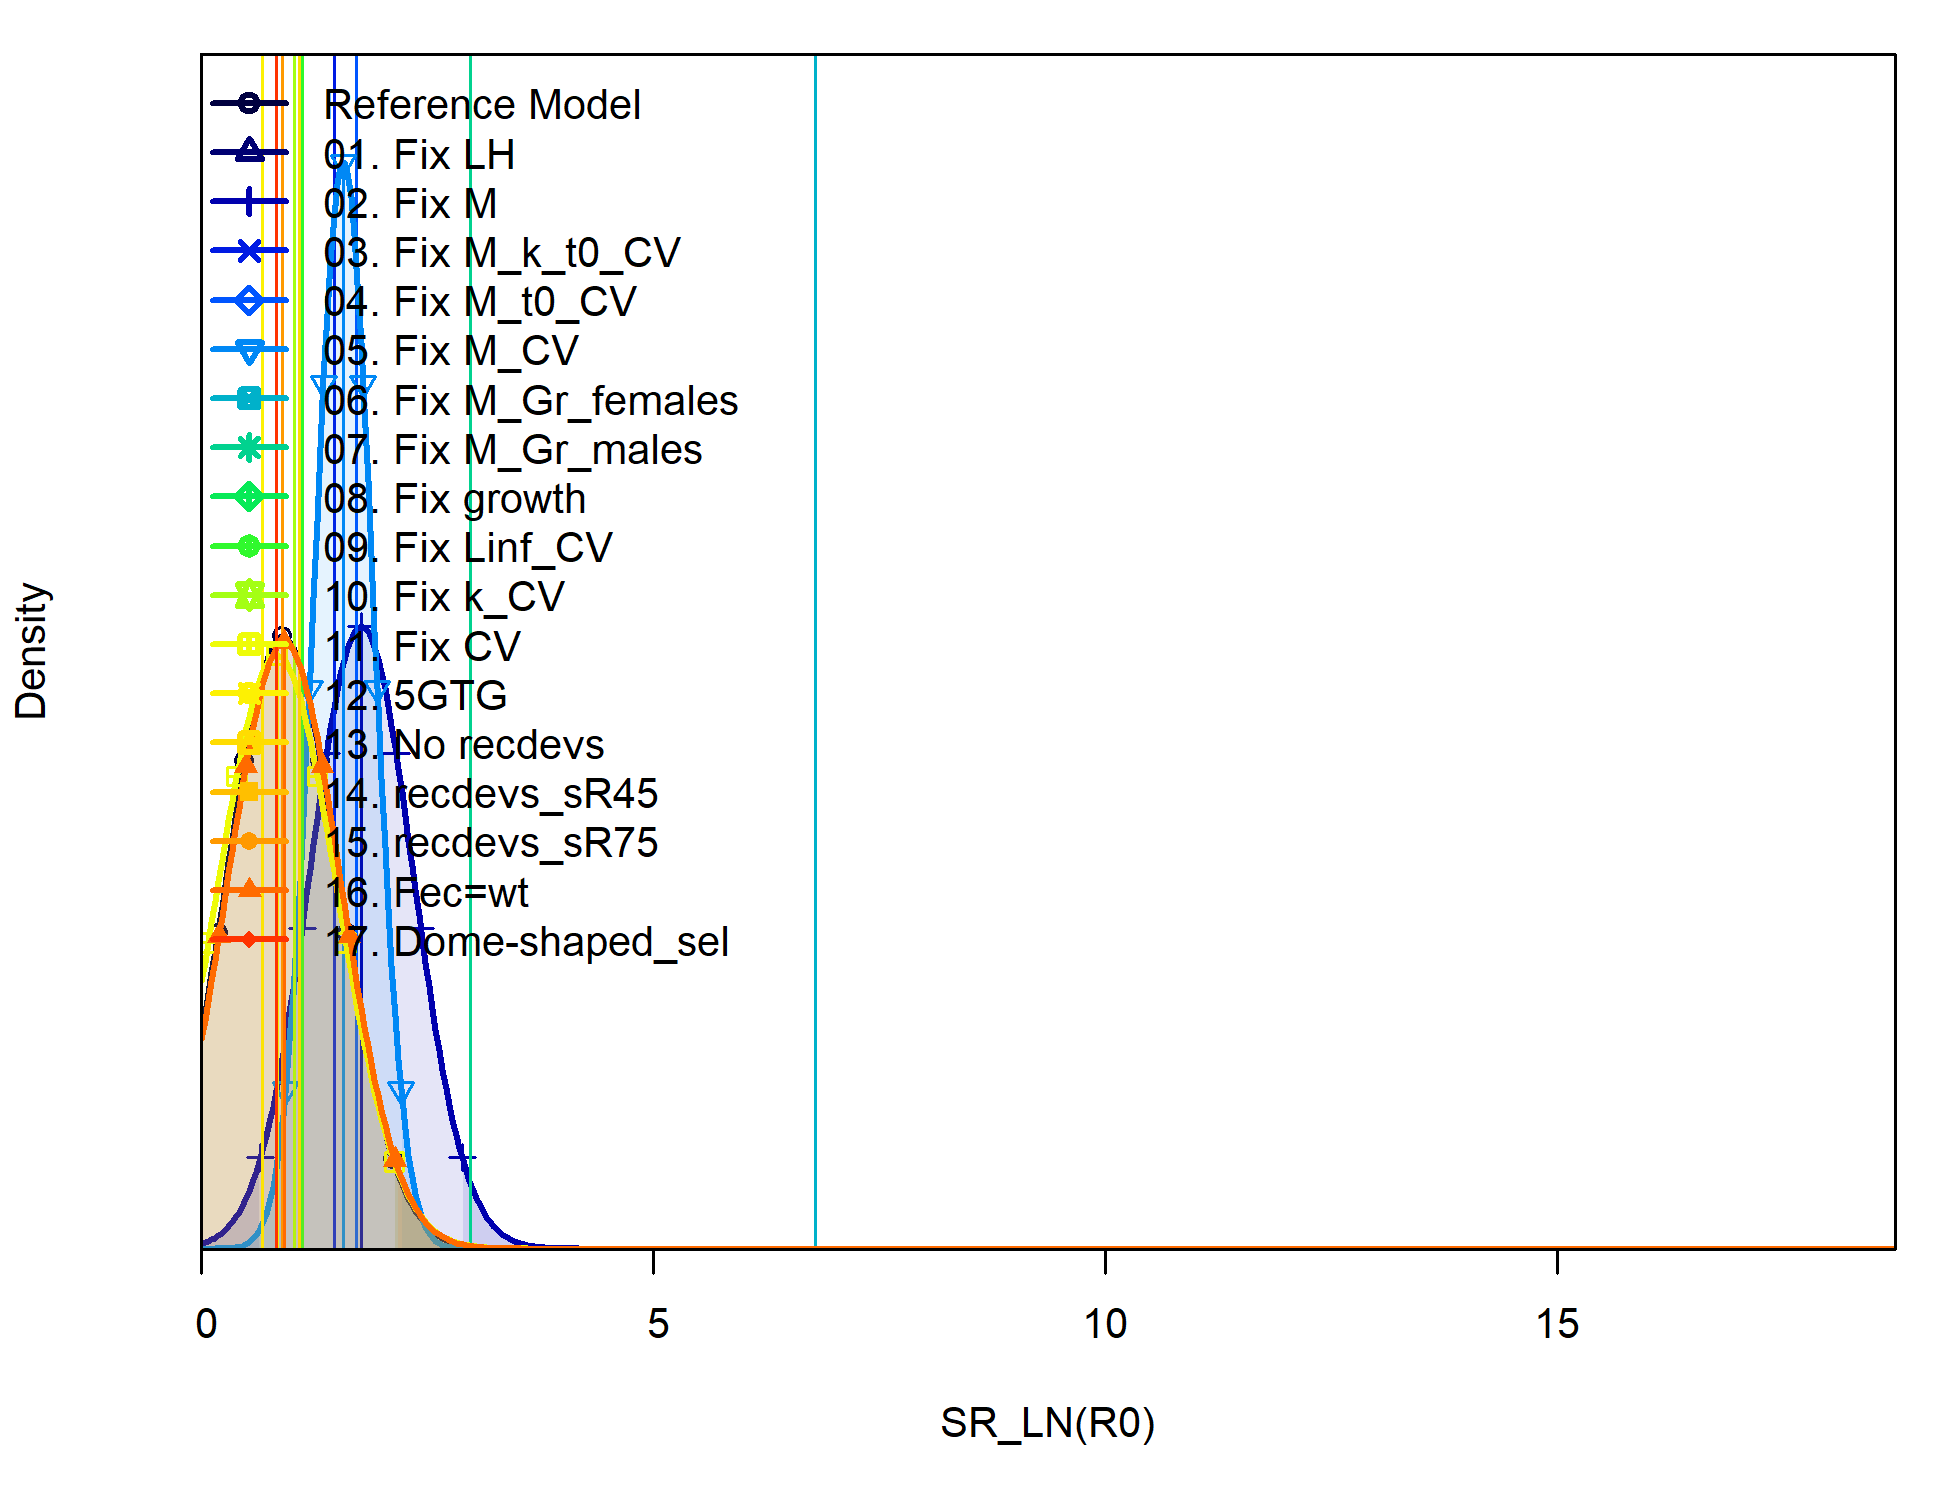 Reference Model
01. Fix LH
02. Fix M
03. Fix M_k_t0_CV
04. Fix M_t0_CV
05. Fix M_CV
06. Fix M_Gr_females
07. Fix M_Gr_males
08. Fix growth
09. Fix Linf_CV
10. Fix k_CV
11. Fix CV
12. 5GTG
13. No recdevs
14. recdevs_sR45
15. recdevs_sR75
16. Fec=wt
17. Dome-shaped_sel
Density
0 5 10 15
SR_LN(R0)